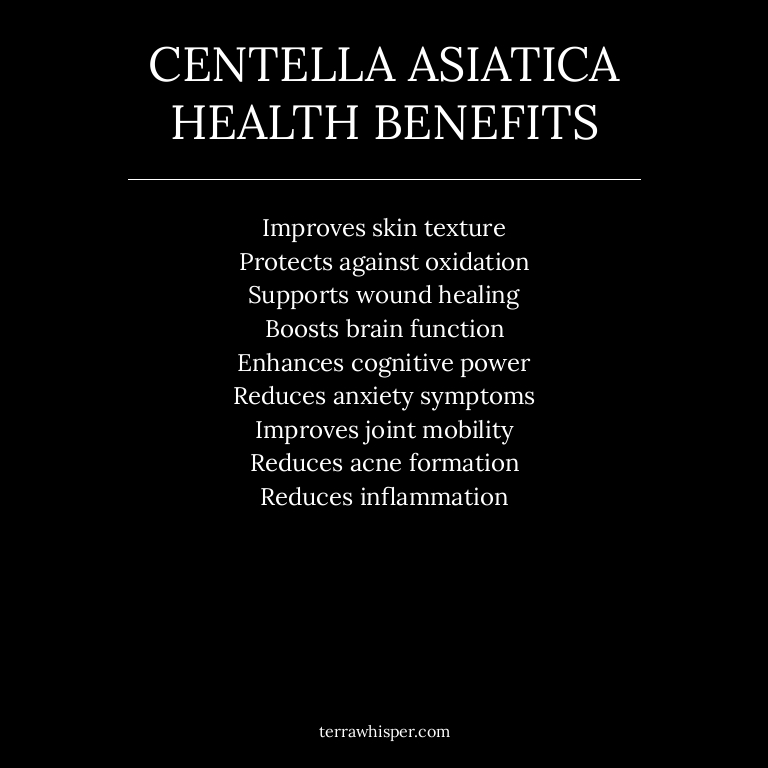 CENTELLA ASIATICA
HEALTH BENEFITS
Improves skin texture
Protects against oxidation
Supports wound healing
Boosts brain function
Enhances cognitive power
Reduces anxiety symptoms
Improves joint mobility
Reduces acne formation
Reduces inflammation
terrawhisper.com